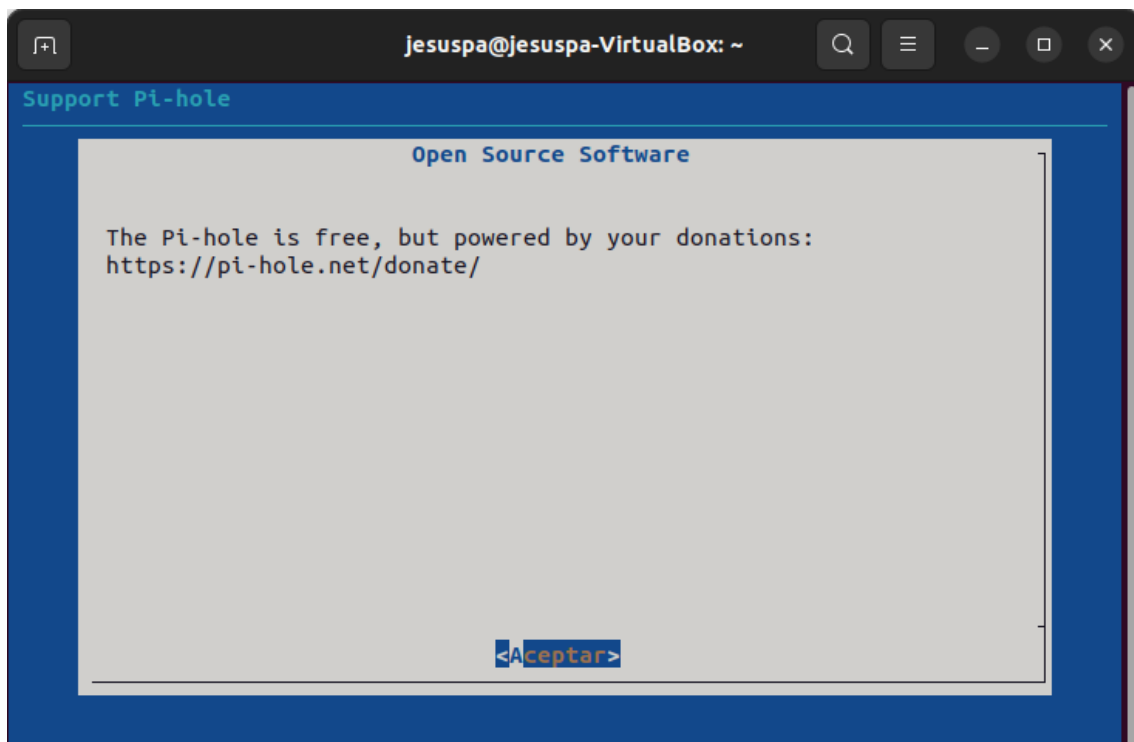 jesuspa@jesuspa-VirtualBox: ~
Support Pi-hole
Open Source Software
The Pi-hole is free, but powered by your donations:
https://pi-hole.net/donate/
<Aceptar>